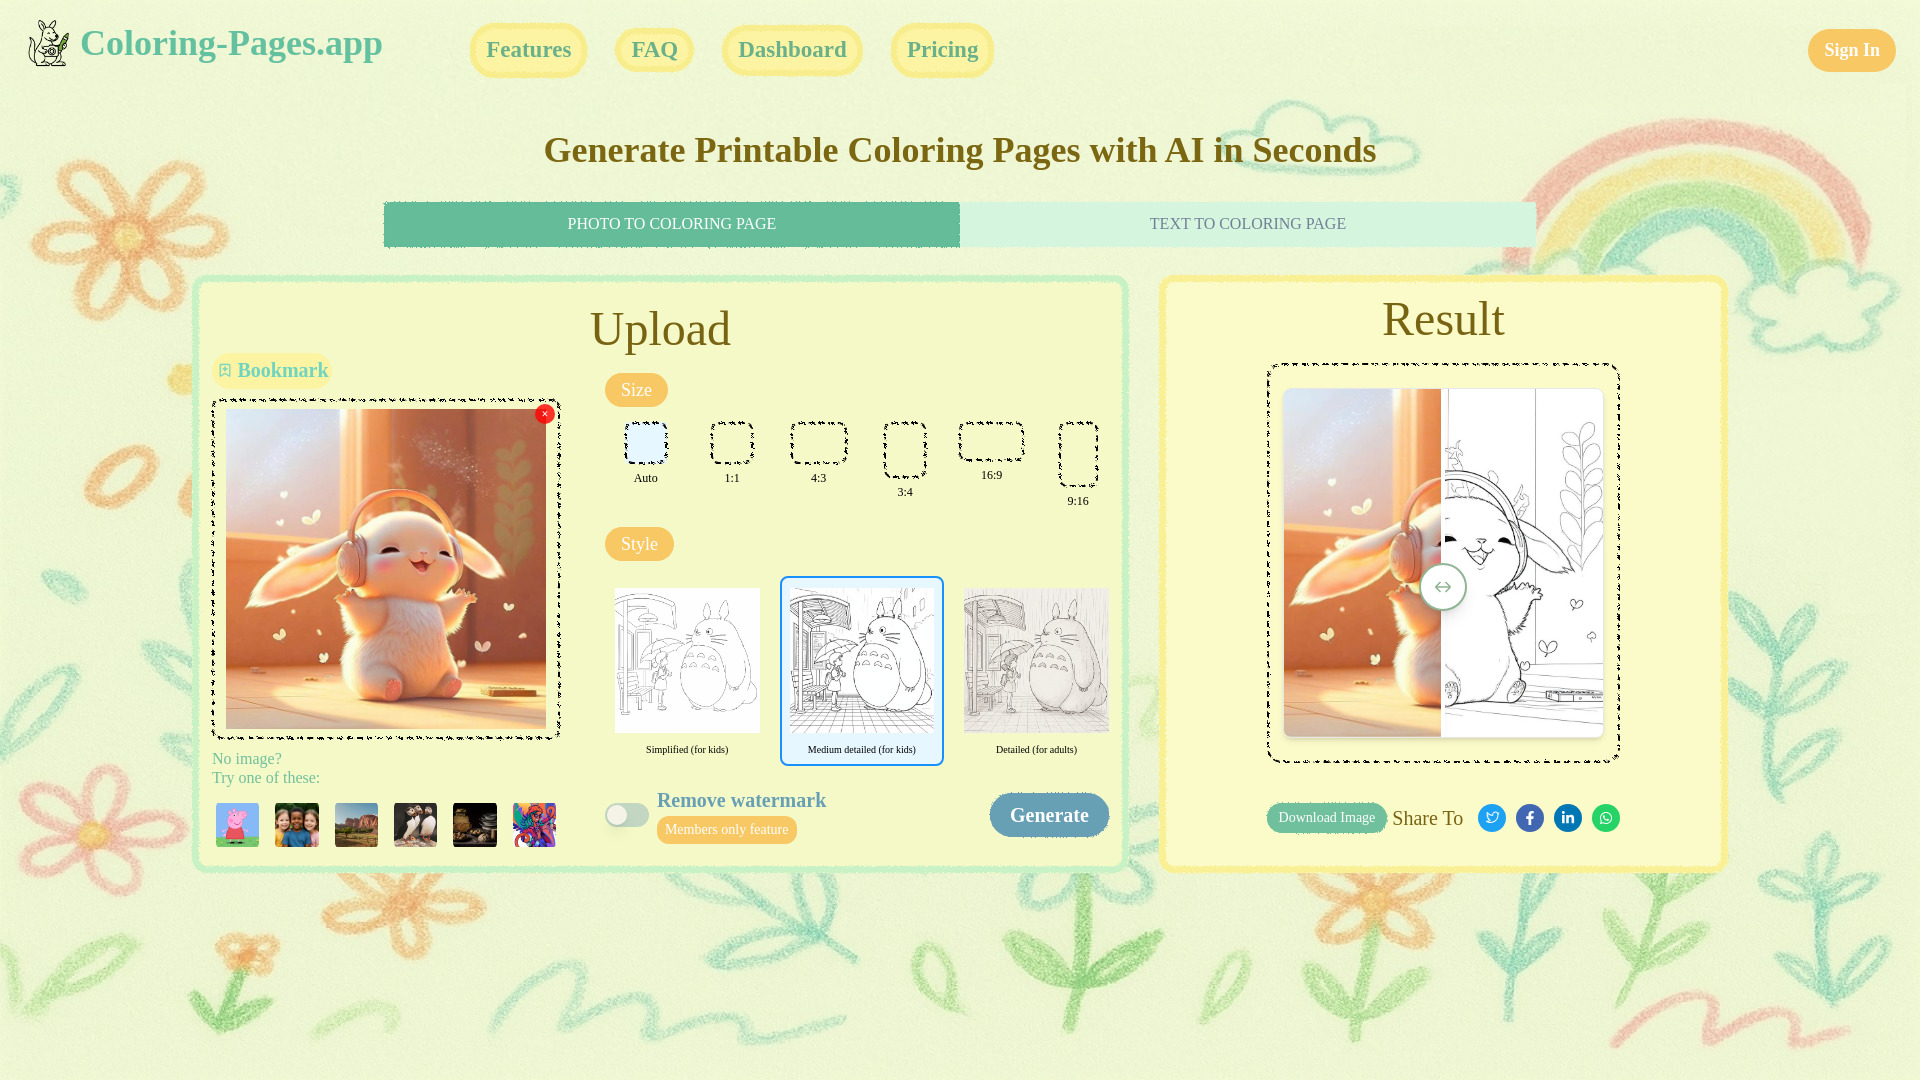 Coloring-Pages.app
Features
FAQ
Dashboard
Pricing
Sign In
Generate Printable Coloring Pages with AI in Seconds
PHOTO TO COLORING PAGE
TEXT TO COLORING PAGE
Upload
Bookmark
×
No image?
Try one of these:
Size
Auto
1:1
4:3
3:4
16:9
9:16
Style
Simplified (for kids)
Medium detailed (for kids)
Detailed (for adults)
Remove watermark
Members only feature
Generate
Result
Download Image
Share To